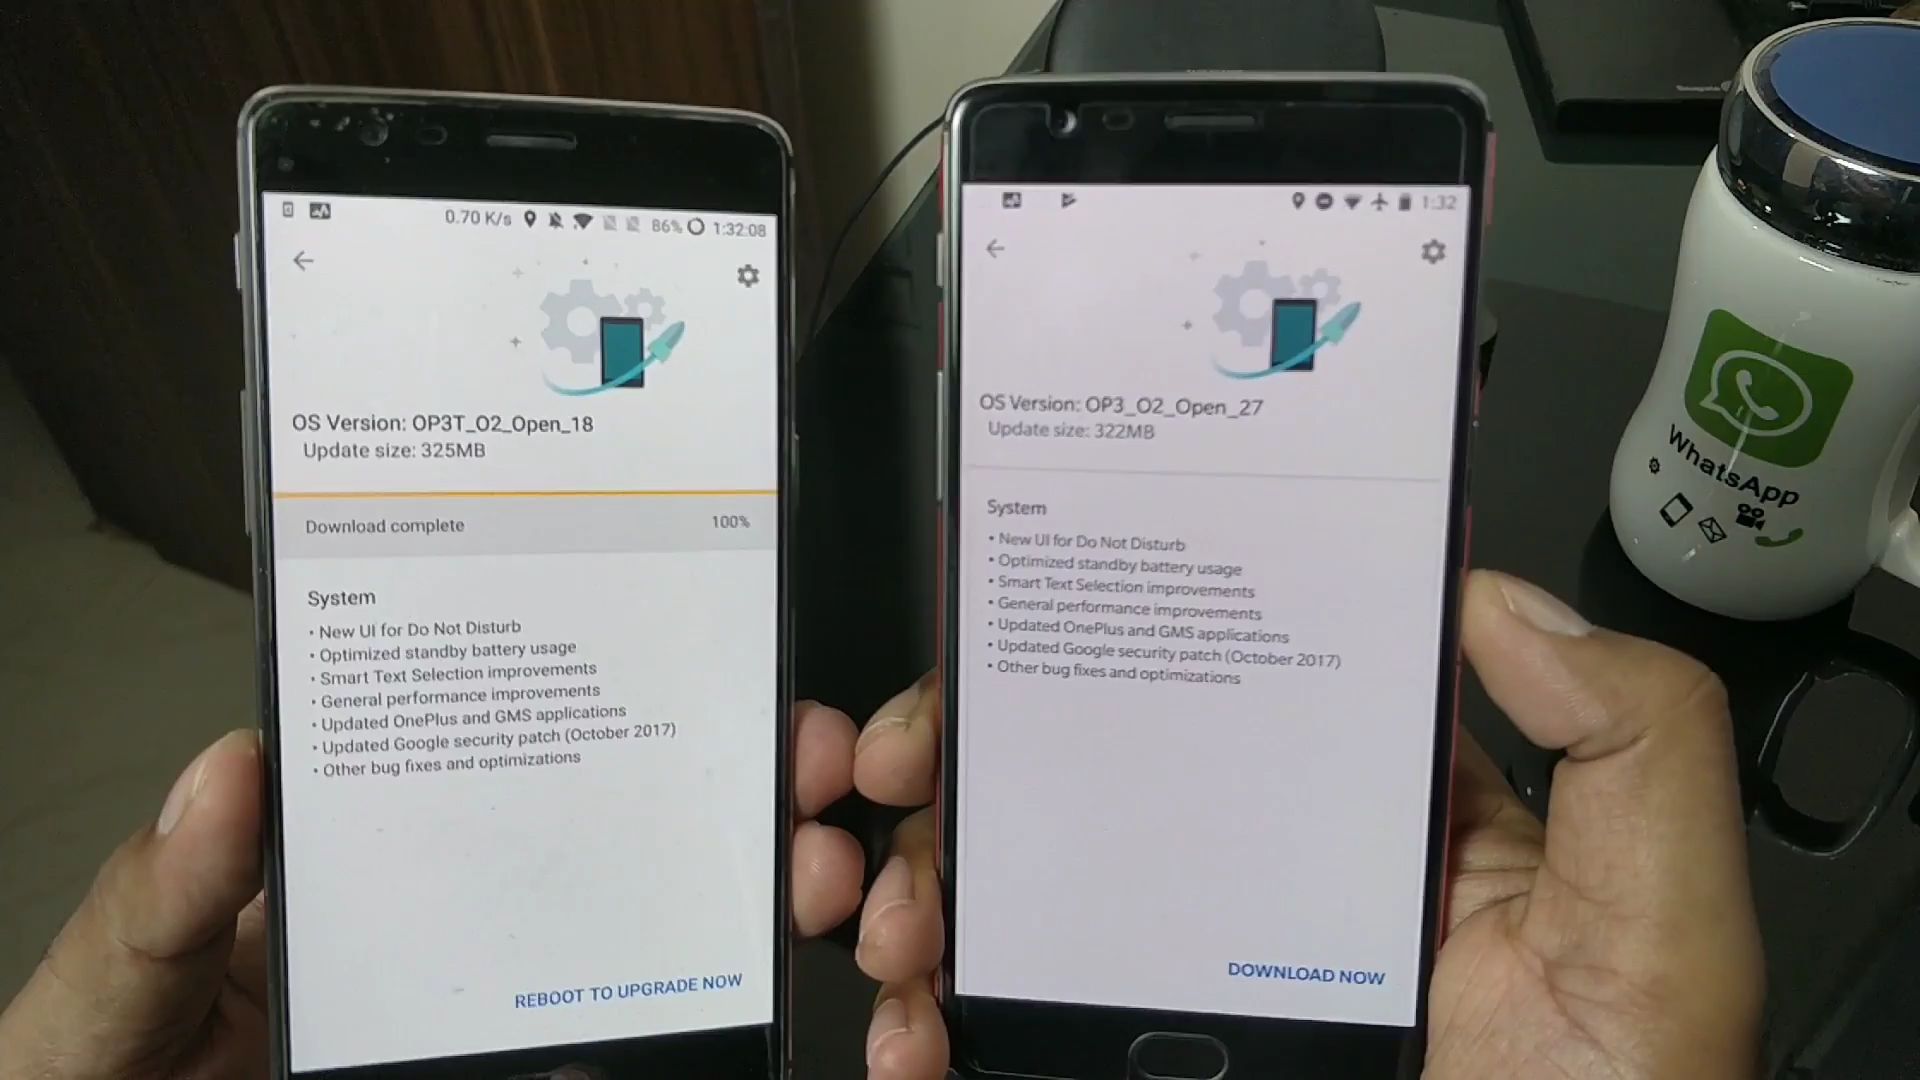 0.70 K/s 86% 1:32:08
OS Version: OP3T_O2_Open_18
Update size: 325MB
Download complete 100%
System
• New UI for Do Not Disturb
• Optimized standby battery usage
• Smart Text Selection improvements
• General performance improvements
• Updated OnePlus and GMS applications
• Updated Google security patch (October 2017)
• Other bug fixes and optimizations
REBOOT TO UPGRADE NOW
1:32
OS Version: OP3_O2_Open_27
Update size: 322MB
System
• New UI for Do Not Disturb
• Optimized standby battery usage
• Smart Text Selection improvements
• General performance improvements
• Updated OnePlus and GMS applications
• Updated Google security patch (October 2017)
• Other bug fixes and optimizations
DOWNLOAD NOW
WhatsApp